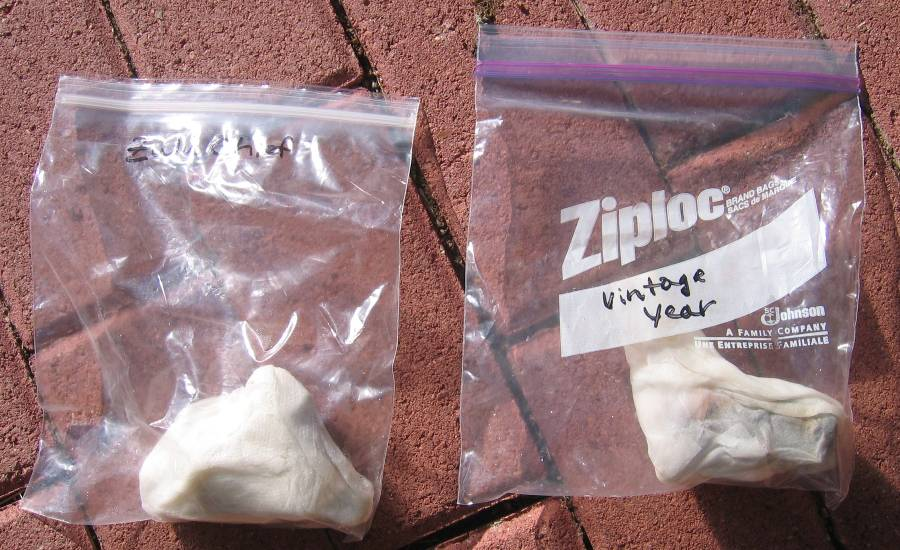 Ziploc®
BRAND BAGS
SACS de MARQUE
vintage
year
SC Johnson
A FAMILY COMPANY
UNE ENTREPRISE FAMILIALE